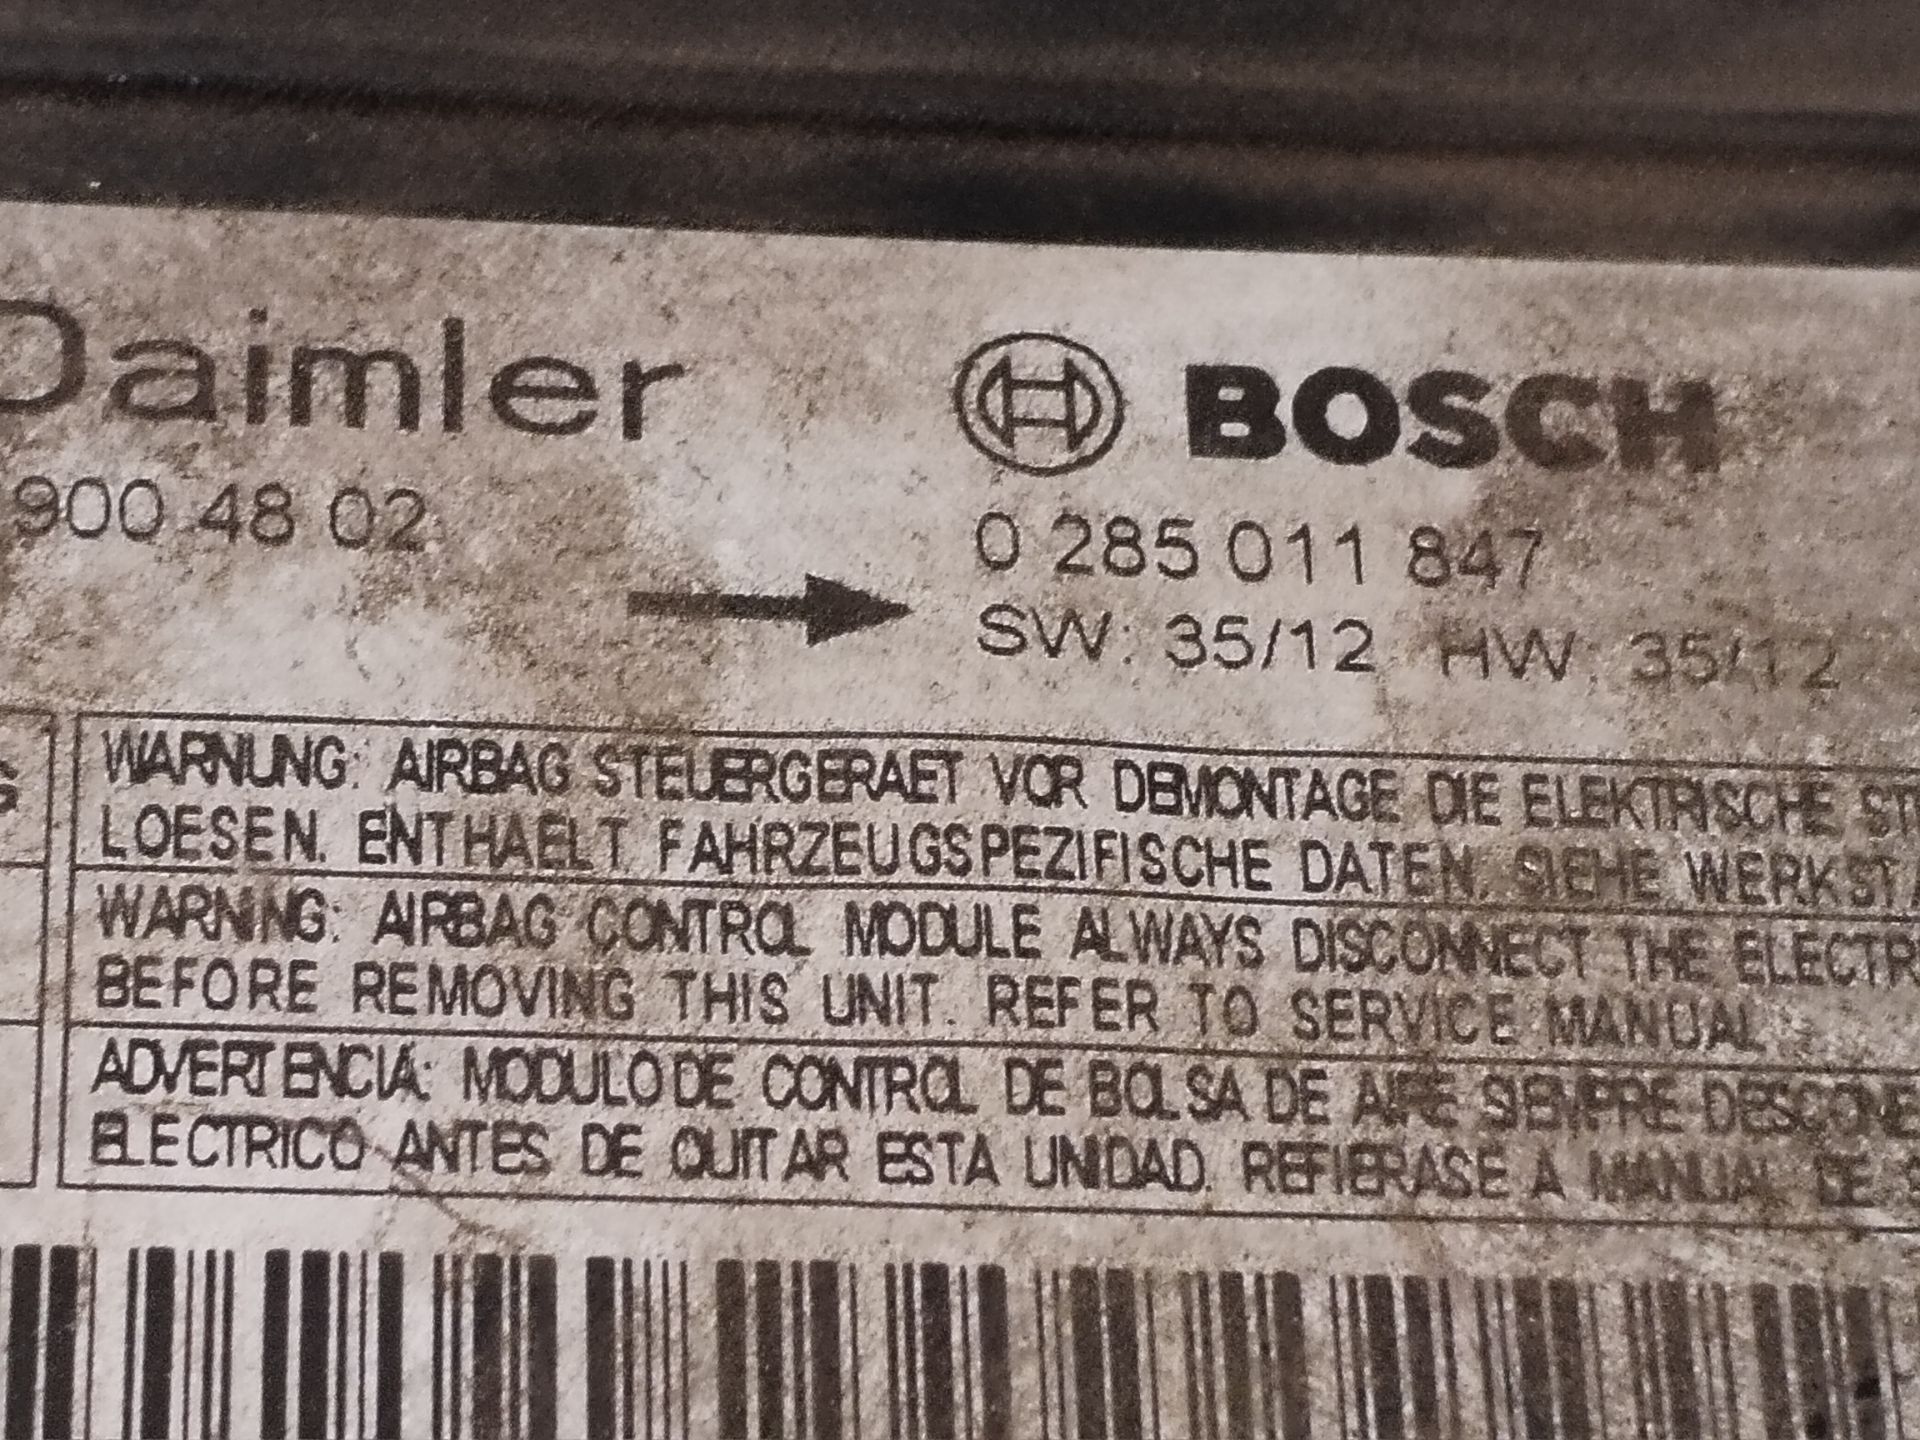 Daimler
BOSCH
900 48 02
0 285 011 847
SW: 35/12 HW: 35/12
WARNUNG: AIRBAG STEUERGERAET VOR DEMONTAGE DIE ELEKTRISCHE
LOESEN. ENTHAELT FAHRZEUGSPEZIFISCHE DATEN. SIEHE
WARNING: AIRBAG CONTROL MODULE ALWAYS DISCONNECT THE
BEFORE REMOVING THIS UNIT. REFER TO SERVICE MANUAL
ADVERTENCIA: MODULO DE CONTROL DE BOLSA DE AIRE SIEMPRE
ELECTRICO ANTES DE QUITAR ESTA UNIDAD. REFIERASE A MANUAL DE